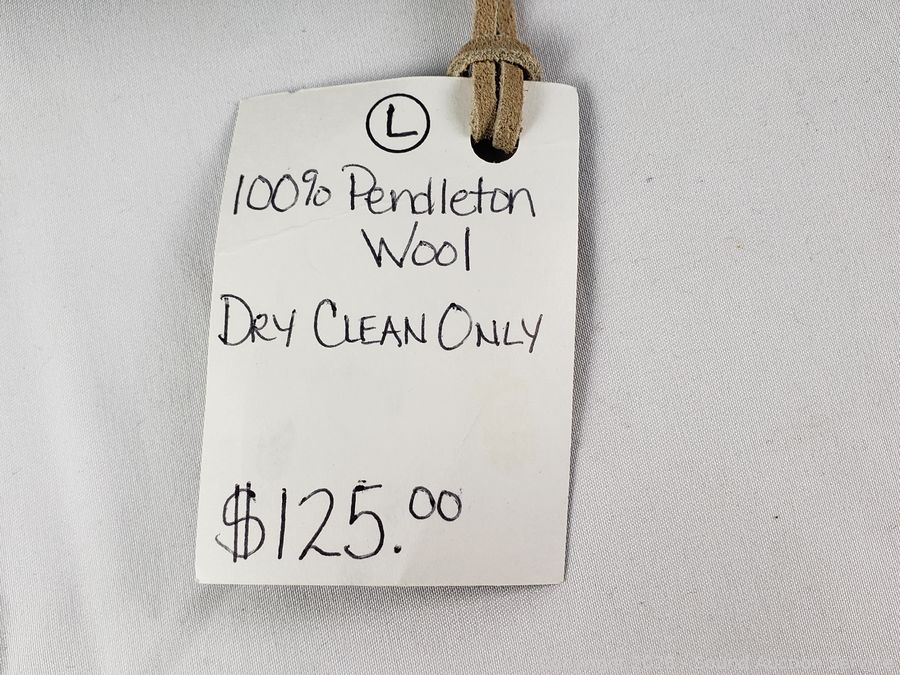 L
100% Pendleton
Wool
DRY CLEAN ONLY
$125.00